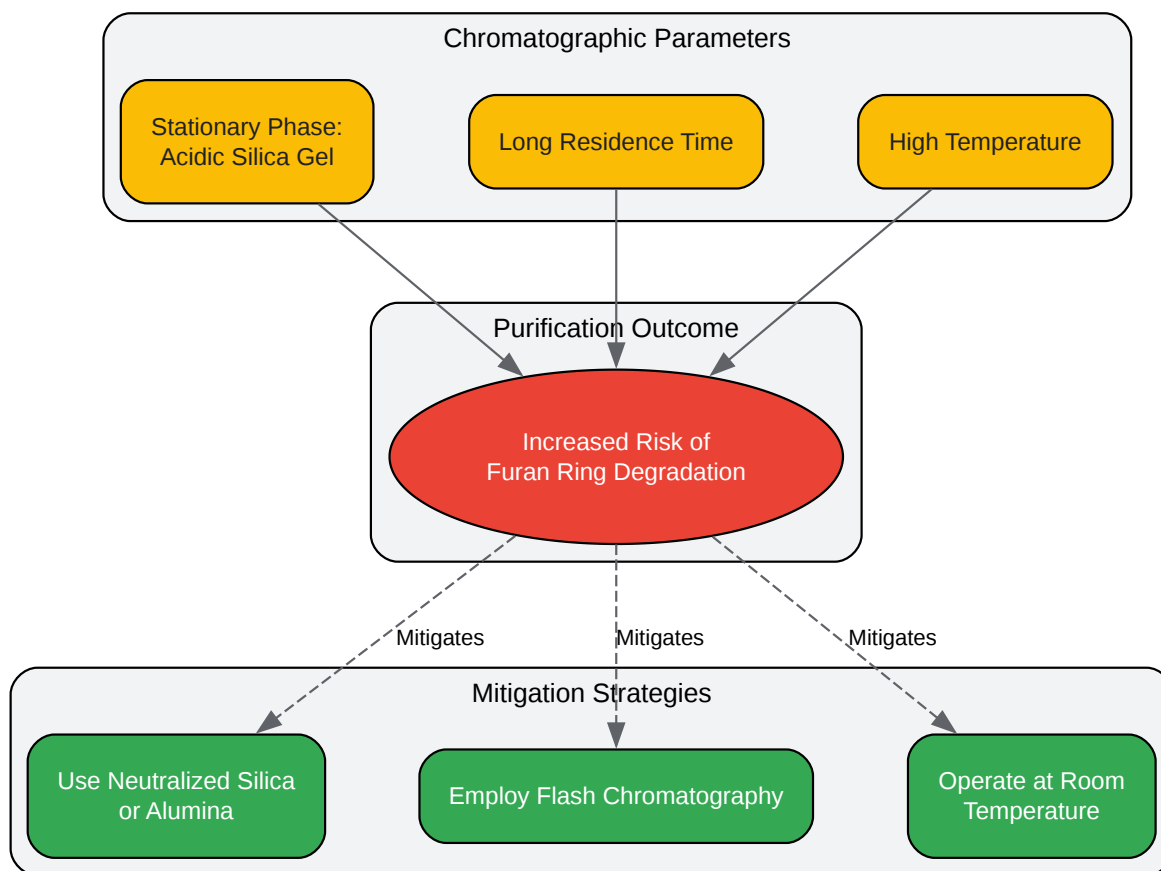 Chromatographic Parameters
Stationary Phase:
Acidic Silica Gel
Long Residence Time
High Temperature
Purification Outcome
Increased Risk of
Furan Ring Degradation
Mitigates
Mitigates
Mitigates
Mitigation Strategies
Use Neutralized Silica
or Alumina
Employ Flash Chromatography
Operate at Room
Temperature